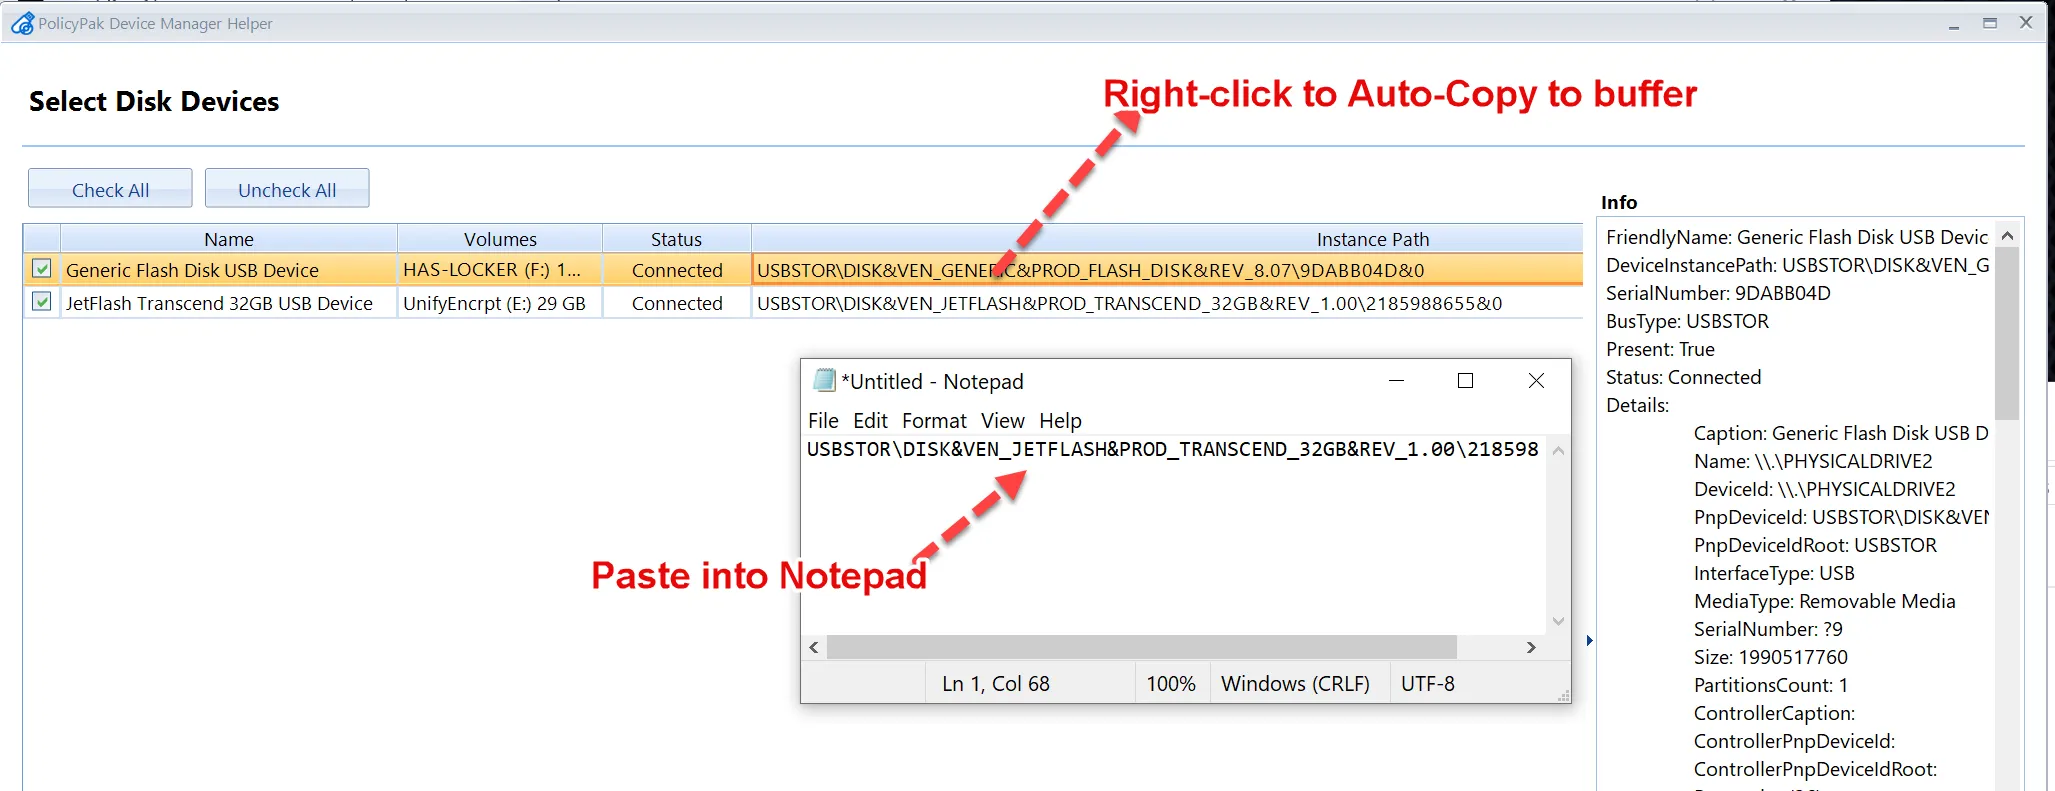 PolicyPak Device Manager Helper
Select Disk Devices
Right-click to Auto-Copy to buffer
Check All Uncheck All
Name Volumes Status Instance Path
Generic Flash Disk USB Device HAS-LOCKER (F:) 1... Connected USBSTOR\DISK&VEN_GENERIC&PROD_FLASH_DISK&REV_8.07\9DABB04D&0
JetFlash Transcend 32GB USB Device UnifyEncrpt (E:) 29 GB Connected USBSTOR\DISK&VEN_JETFLASH&PROD_TRANSCEND_32GB&REV_1.00\2185988655&0
*Untitled - Notepad
File Edit Format View Help
USBSTOR\DISK&VEN_JETFLASH&PROD_TRANSCEND_32GB&REV_1.00\218598
Paste into Notepad
Ln 1, Col 68 100% Windows (CRLF) UTF-8
Info
FriendlyName: Generic Flash Disk USB Devic
DeviceInstancePath: USBSTOR\DISK&VEN_G
SerialNumber: 9DABB04D
BusType: USBSTOR
Present: True
Status: Connected
Details:
Caption: Generic Flash Disk USB D
Name: \\.\PHYSICALDRIVE2
DeviceId: \\.\PHYSICALDRIVE2
PnpDeviceId: USBSTOR\DISK&VEN
PnpDeviceIdRoot: USBSTOR
InterfaceType: USB
MediaType: Removable Media
SerialNumber: ?9
Size: 1990517760
PartitionsCount: 1
ControllerCaption:
ControllerPnpDeviceId:
ControllerPnpDeviceIdRoot: